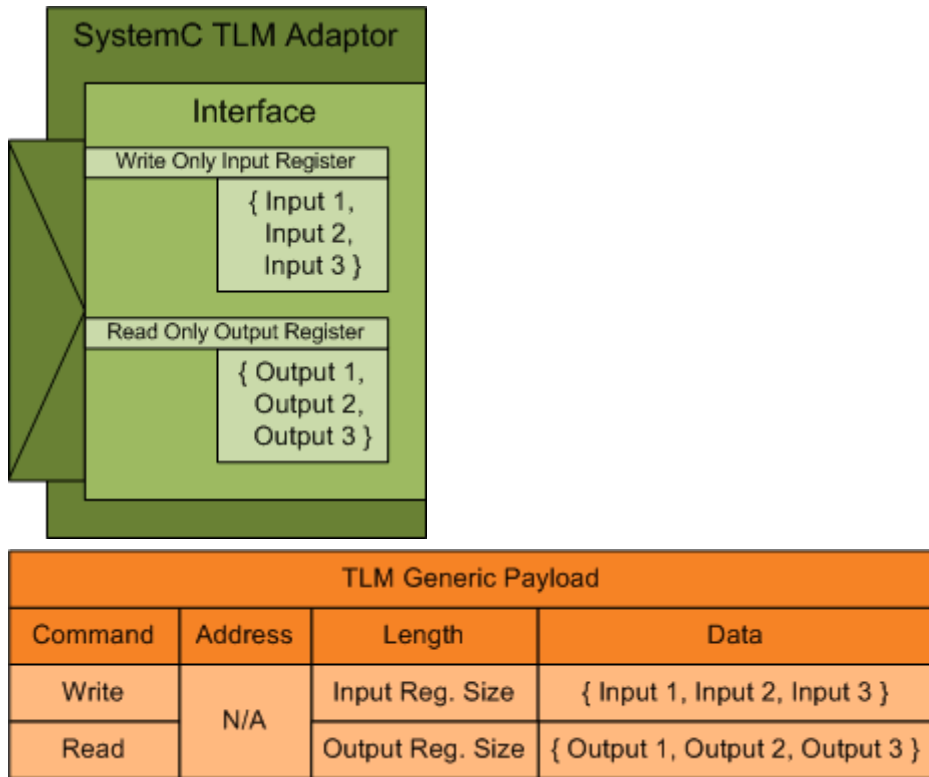 SystemC TLM Adaptor
Interface
Write Only Input Register
{ Input 1,
Input 2,
Input 3 }
Read Only Output Register
{ Output 1,
Output 2,
Output 3 }
TLM Generic Payload
Command Address Length Data
Write Input Reg. Size { Input 1, Input 2, Input 3 }
N/A
Read Output Reg. Size { Output 1, Output 2, Output 3 }